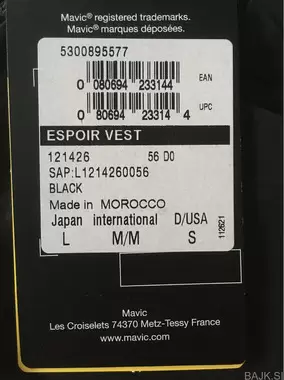 Mavic® registered trademarks.
Mavic® marques déposées.
5300895577
0 080694 233144 EAN
0 80694 23314 4 UPC
ESPOIR VEST
121426 56 D0
SAP:L1214260056
BLACK
Made in MOROCCO
Japan international D/USA
L M/M S
112621
Mavic
Les Croiselets 74370 Metz-Tessy France
www.mavic.com
BAJK.SI